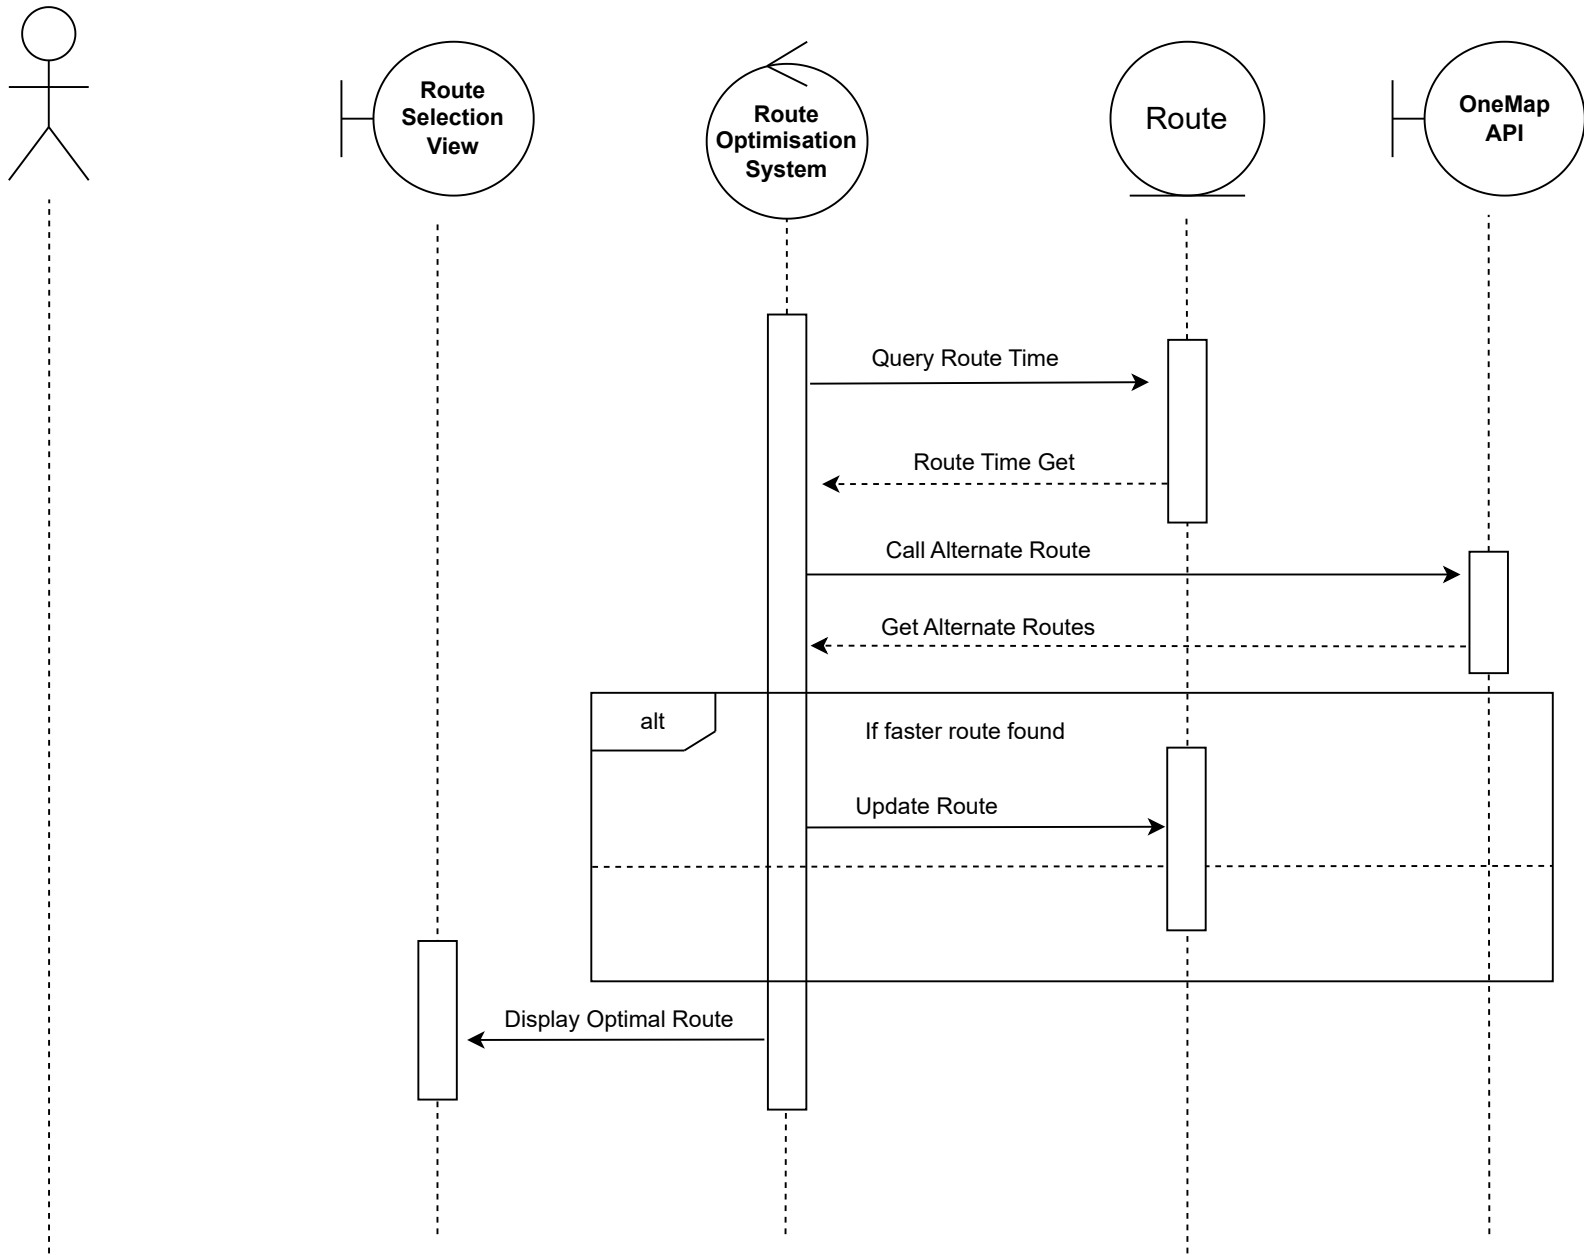 Route
Selection
View
Route
Optimisation
System
Route
OneMap
API
Query Route Time
Route Time Get
Call Alternate Route
Get Alternate Routes
alt
If faster route found
Update Route
Display Optimal Route